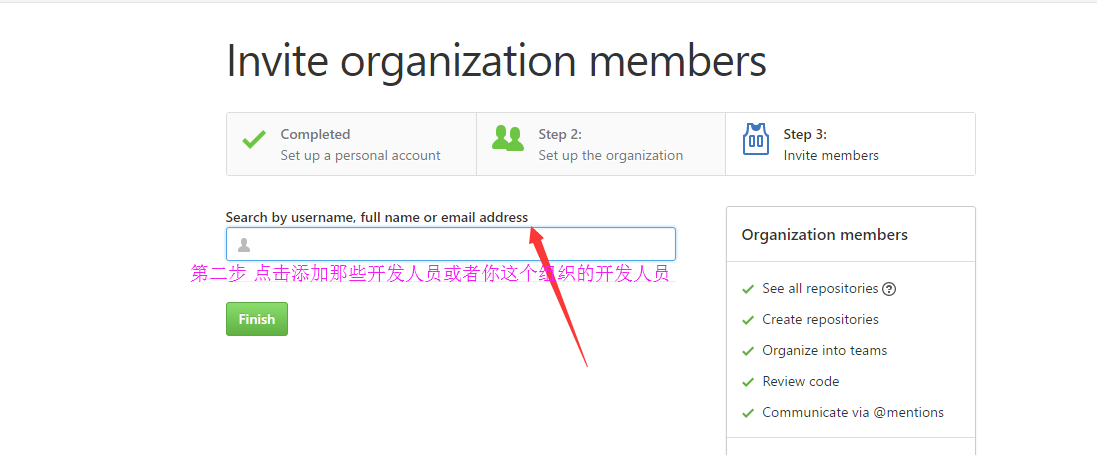 Invite organization members
Completed
Set up a personal account
Step 2:
Set up the organization
Step 3:
Invite members
Search by username, full name or email address
第二步 点击添加那些开发人员或者你这个组织的开发人员
Finish
Organization members
See all repositories
Create repositories
Organize into teams
Review code
Communicate via @mentions